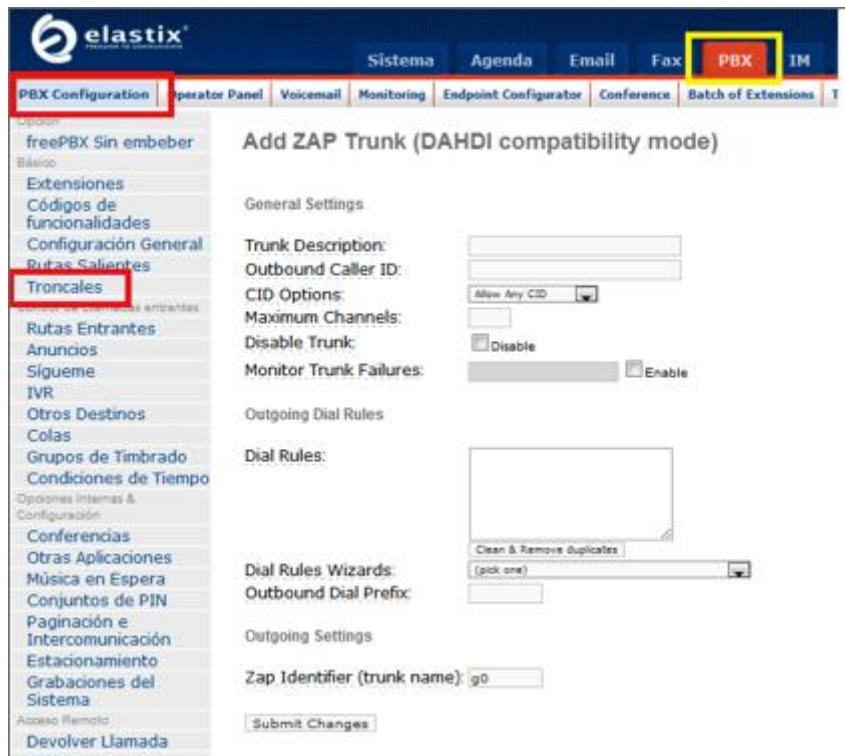 elastix
Sistema Agenda Email Fax PBX IM
PBX Configuration Operator Panel Voicemail Monitoring Endpoint Configurator Conference Batch of Extensions
Opción
freePBX Sin embeber
Básico
Extensiones
Códigos de
funcionalidades
Configuración General
Rutas Salientes
Troncales
Control de Llamadas entrantes
Rutas Entrantes
Anuncios
Sígueme
IVR
Otros Destinos
Colas
Grupos de Timbrado
Condiciones de Tiempo
Opciones Internas &
Configuración
Conferencias
Otras Aplicaciones
Música en Espera
Conjuntos de PIN
Paginación e
Intercomunicación
Estacionamiento
Grabaciones del
Sistema
Acceso Remoto
Devolver Llamada
Add ZAP Trunk (DAHDI compatibility mode)
General Settings
Trunk Description:
Outbound Caller ID:
CID Options: Allow Any CID
Maximum Channels:
Disable Trunk: Disable
Monitor Trunk Failures: Enable
Outgoing Dial Rules
Dial Rules:
Clean & Remove duplicates
Dial Rules Wizards: (pick one)
Outbound Dial Prefix:
Outgoing Settings
Zap Identifier (trunk name): g0
Submit Changes